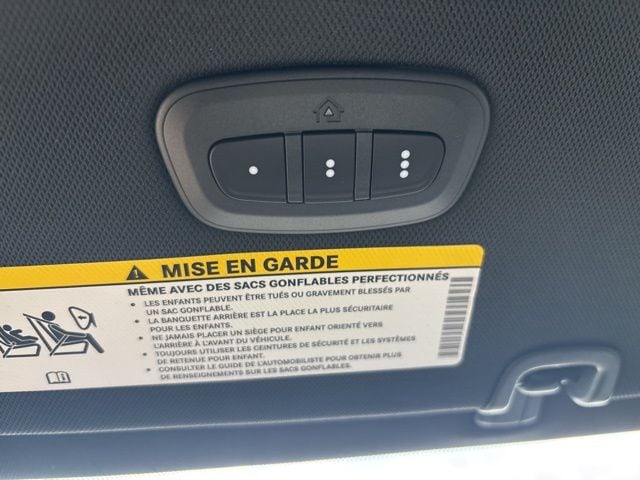 MISE EN GARDE
MÊME AVEC DES SACS GONFLABLES PERFECTIONNÉS
• LES ENFANTS PEUVENT ÊTRE TUÉS OU GRAVEMENT BLESSÉS PAR
UN SAC GONFLABLE.
• LA BANQUETTE ARRIÈRE EST LA PLACE LA PLUS SÉCURITAIRE
POUR LES ENFANTS.
• NE JAMAIS PLACER UN SIÈGE POUR ENFANT ORIENTÉ VERS
L'ARRIÈRE À L'AVANT DU VÉHICULE.
• TOUJOURS UTILISER LES CEINTURES DE SÉCURITÉ ET LES SYSTÈMES
DE RETENUE POUR ENFANT.
• CONSULTER LE GUIDE DE L'AUTOMOBILISTE POUR OBTENIR PLUS
DE RENSEIGNEMENTS SUR LES SACS GONFLABLES.